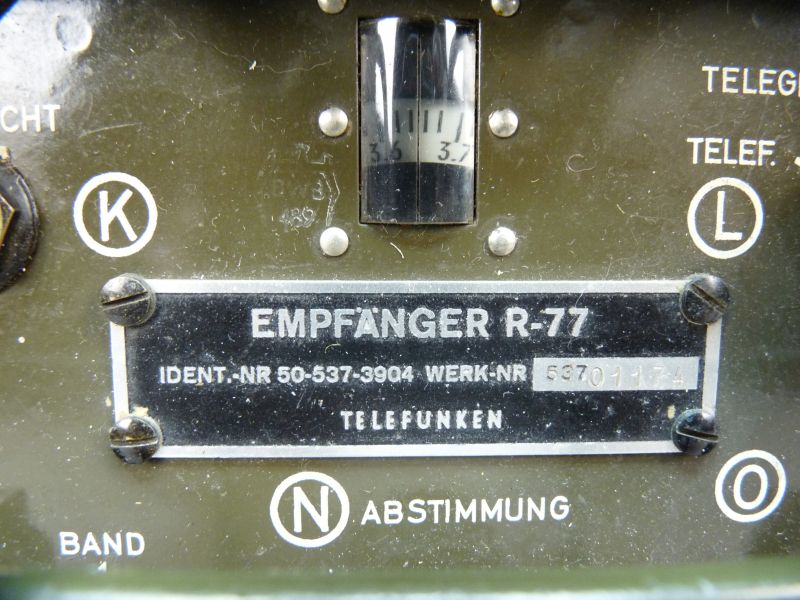 TELEG
CHT
TELEF.
3.6 3.7
K
L
EMPFÄNGER R-77
IDENT.-NR 50-537-3904 WERK-NR 537 01174
TELEFUNKEN
O
N ABSTIMMUNG
BAND